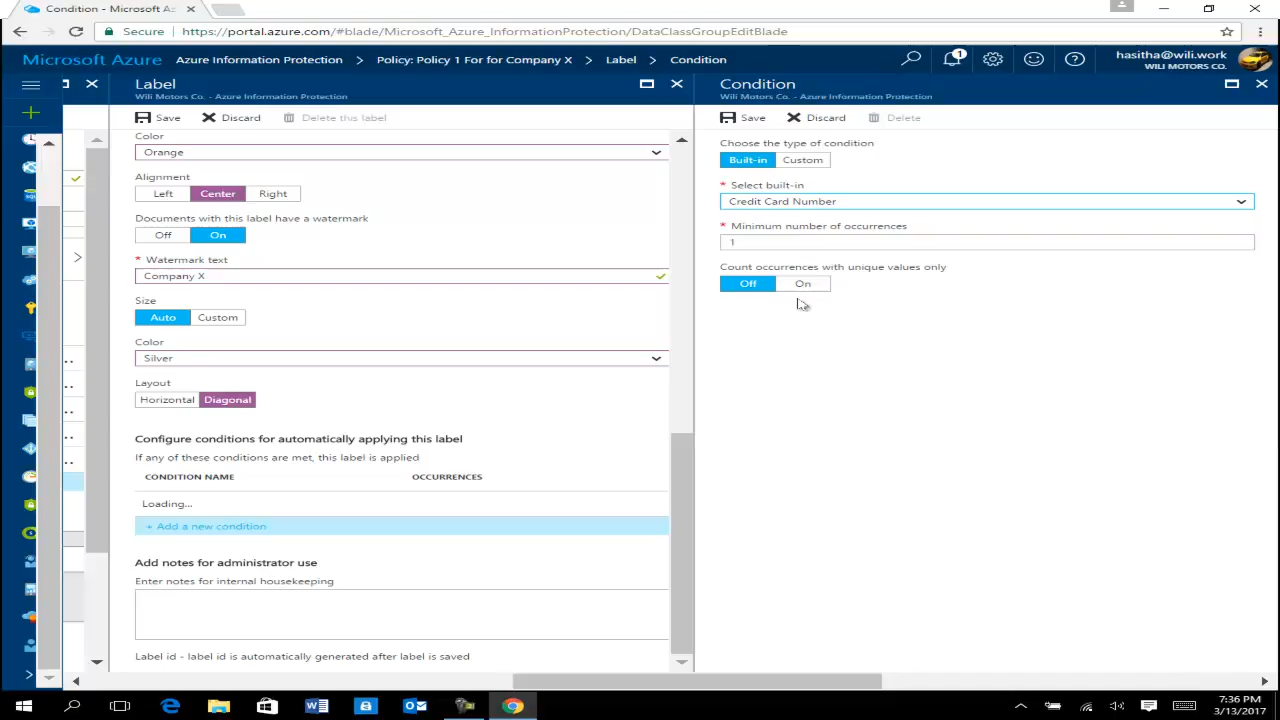 Condition - Microsoft Az
Secure
https://portal.azure.com/#blade/Microsoft_Azure_InformationProtection/DataClassGroupEditBlade
Microsoft Azure Azure Information Protection > Policy: Policy 1 For for Company X > Label > Condition
1
hasitha@wili.work
WILI MOTORS CO.
Label
Wili Motors Co. - Azure Information Protection
Save Discard Delete this label
Color
Orange
Alignment
Left Center Right
Documents with this label have a watermark
Off On
* Watermark text
Company X
Size
Auto Custom
Color
Silver
Layout
Horizontal Diagonal
Configure conditions for automatically applying this label
If any of these conditions are met, this label is applied
CONDITION NAME OCCURRENCES
Loading...
+ Add a new condition
Add notes for administrator use
Enter notes for internal housekeeping
Label id - label id is automatically generated after label is saved
Condition
Wili Motors Co. - Azure Information Protection
Save Discard Delete
Choose the type of condition
Built-in Custom
* Select built-in
Credit Card Number
* Minimum number of occurrences
1
Count occurrences with unique values only
Off On
7:36 PM
3/13/2017